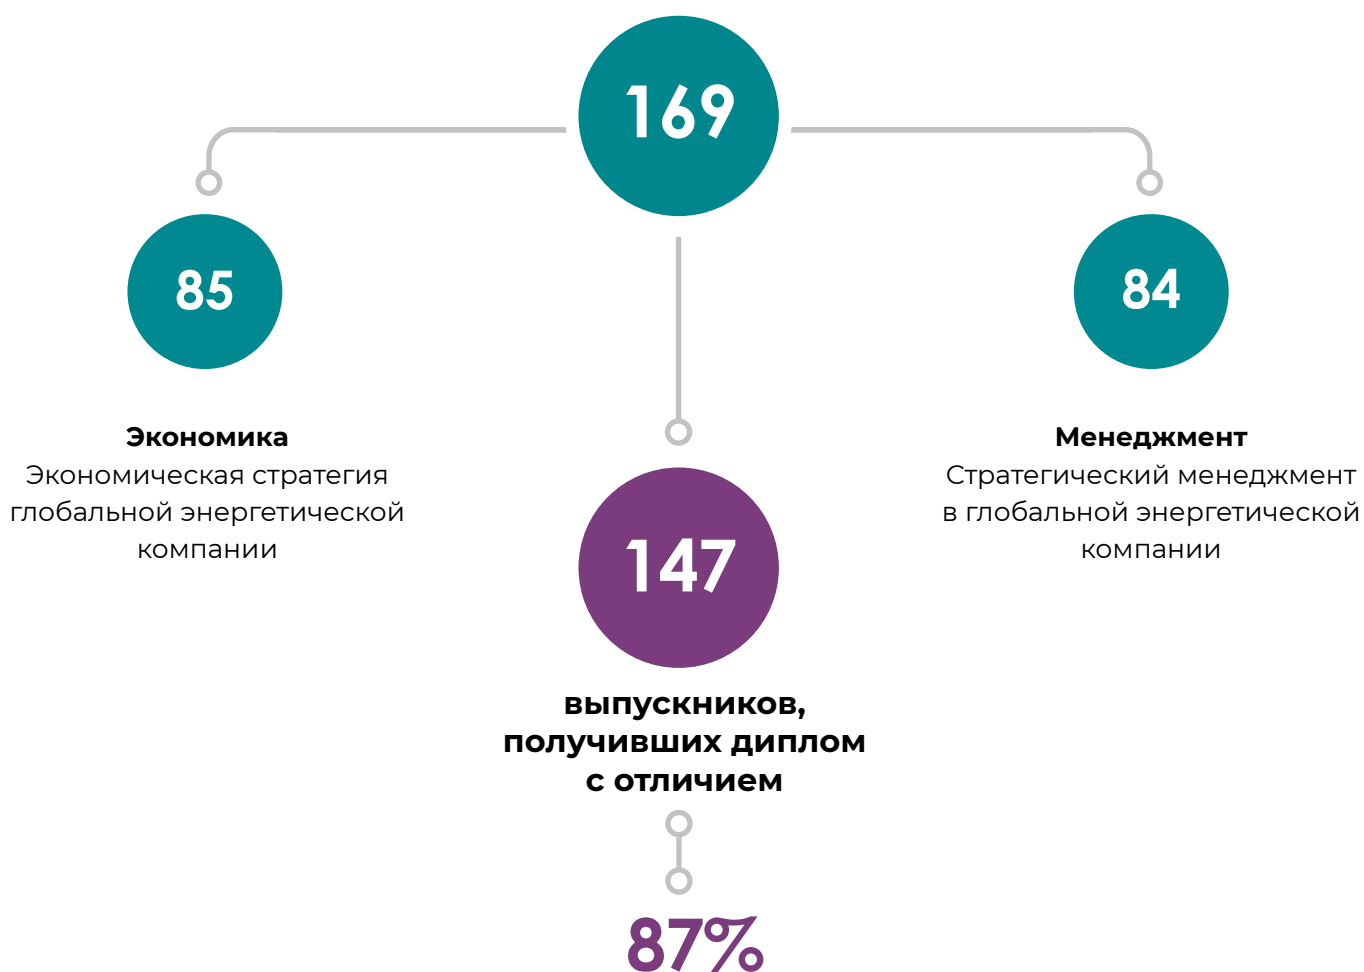 169
85
84
Экономика
Экономическая стратегия
глобальной энергетической
компании
Менеджмент
Стратегический менеджмент
в глобальной энергетической
компании
147
выпускников,
получивших диплом
с отличием
87%